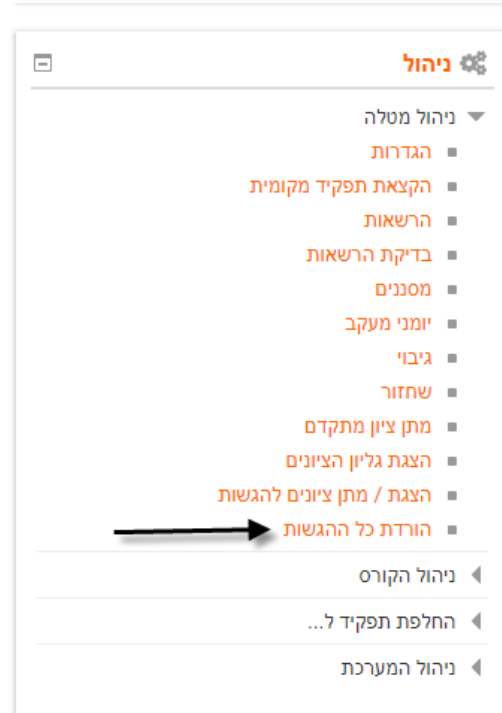 ניהול
ניהול מטלה
הגדרות
הקצאת תפקיד מקומית
הרשאות
בדיקת הרשאות
מסננים
יומני מעקב
גיבוי
שחזור
מתן ציון מתקדם
הצגת גליון הציונים
הצגת / מתן ציונים להגשות
הורדת כל ההגשות
ניהול הקורס
החלפת תפקיד ל...
ניהול המערכת